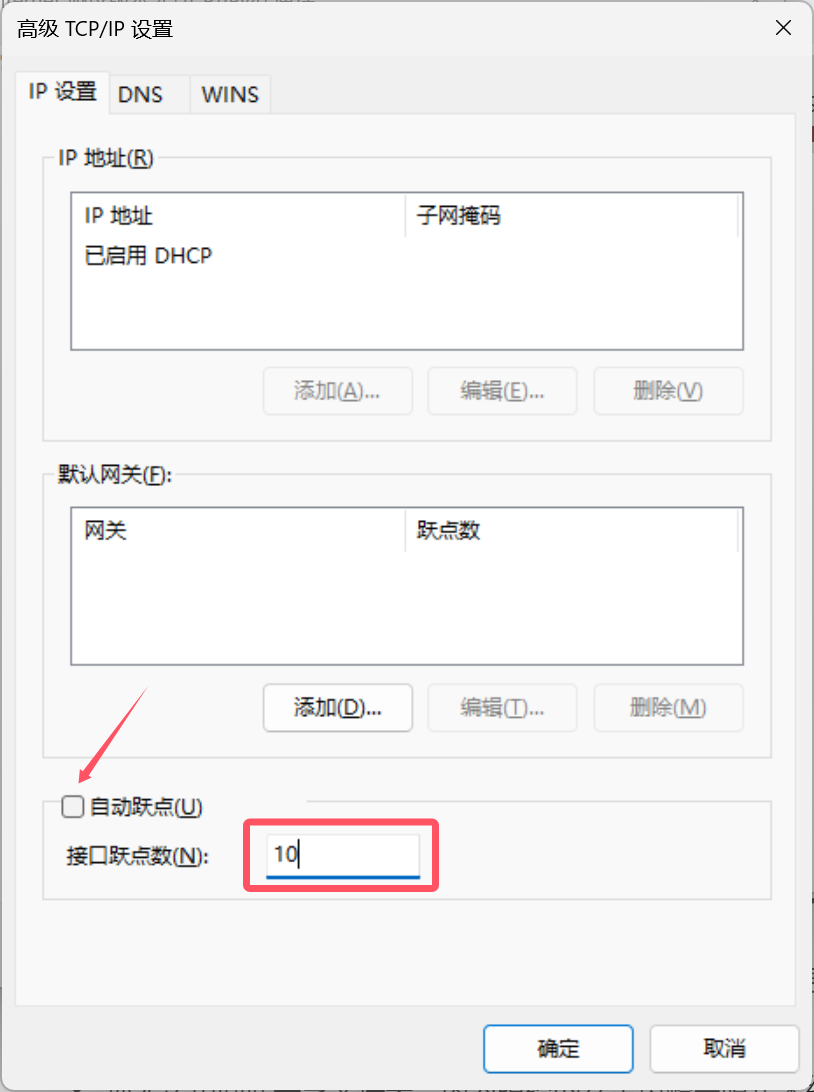 高级 TCP/IP 设置
IP 设置 DNS WINS
IP 地址(R)
IP 地址 子网掩码
已启用 DHCP
添加(A)... 编辑(E)... 删除(V)
默认网关(F):
网关 跃点数
添加(D)... 编辑(T)... 删除(M)
自动跃点(U)
接口跃点数(N): 10
确定 取消